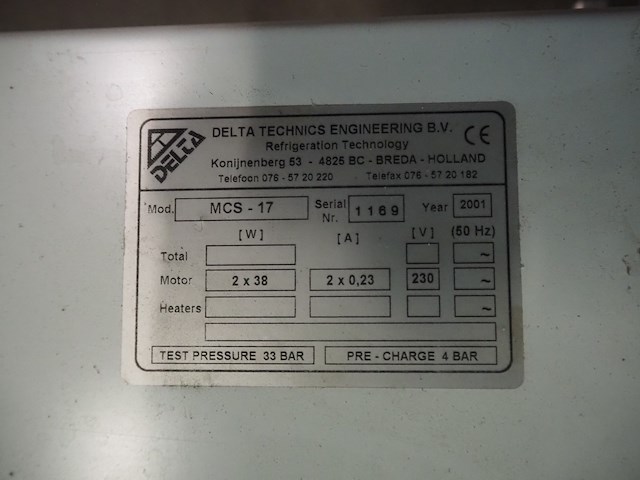 DELTA
DELTA TECHNICS ENGINEERING B.V. CE
Refrigeration Technology
Konijnenberg 53 - 4825 BC - BREDA - HOLLAND
Telefoon 076 - 57 20 220 Telefax 076 - 57 20 182
Mod. MCS - 17 Serial Nr. 1169 Year 2001
[W] [A] [V] (50 Hz)
Total ~
Motor 2 x 38 2 x 0,23 230 ~
Heaters ~
TEST PRESSURE 33 BAR PRE - CHARGE 4 BAR